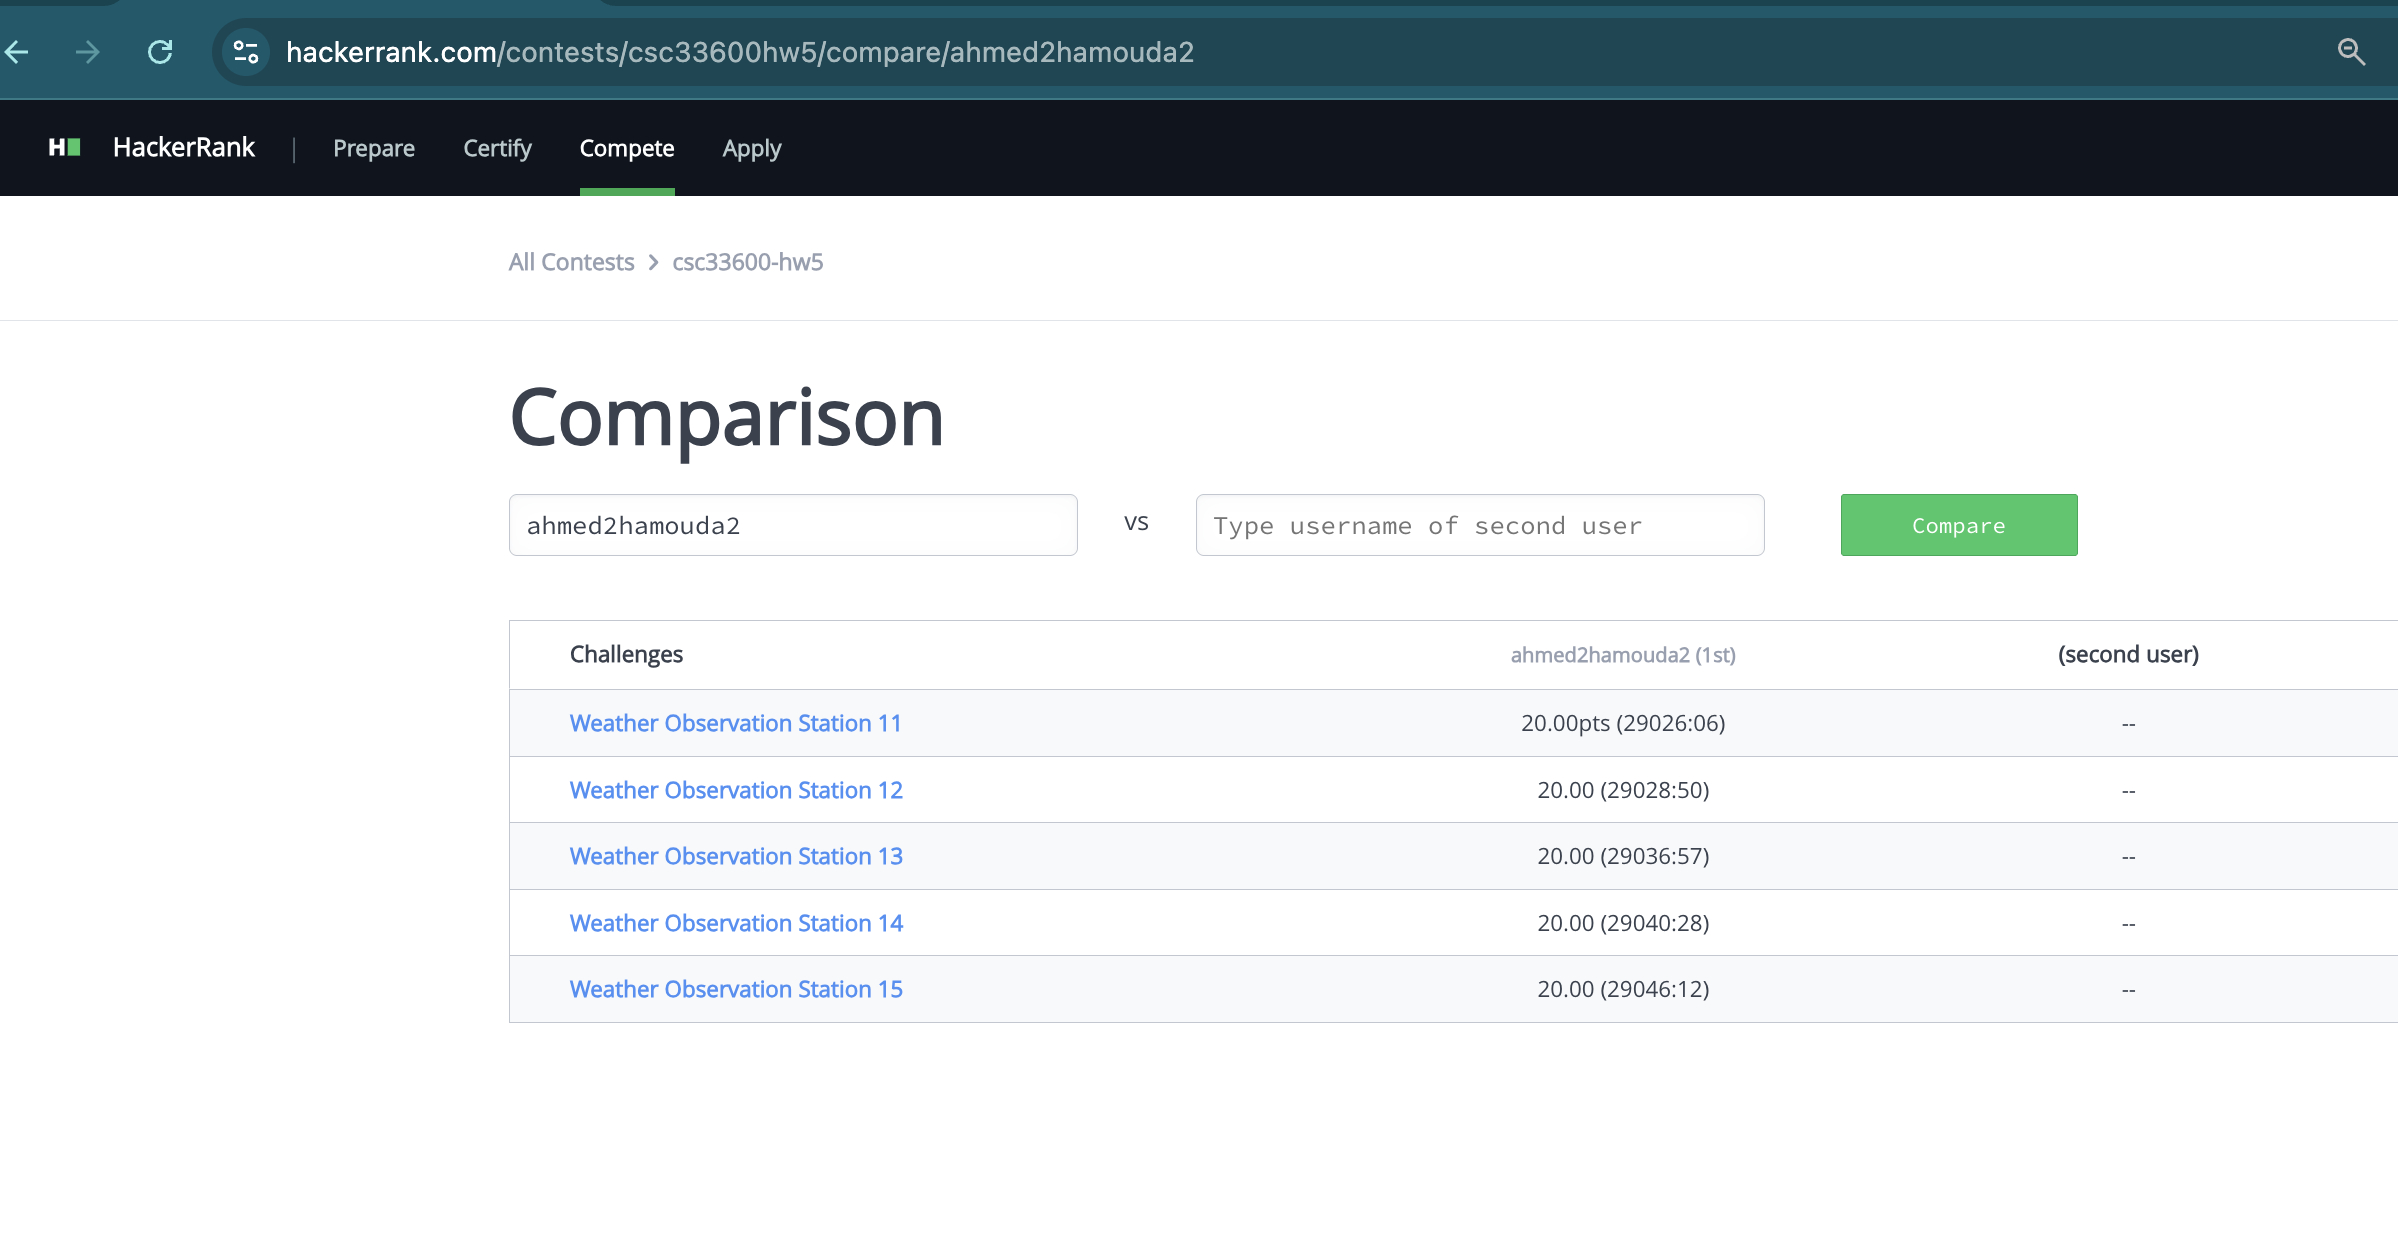 hackerrank.com/contests/csc33600hw5/compare/ahmed2hamouda2
H HackerRank | Prepare Certify Compete Apply
All Contests > csc33600-hw5
Comparison
ahmed2hamouda2 vs Type username of second user Compare
Challenges ahmed2hamouda2 (1st) (second user)
Weather Observation Station 11 20.00pts (29026:06) --
Weather Observation Station 12 20.00 (29028:50) --
Weather Observation Station 13 20.00 (29036:57) --
Weather Observation Station 14 20.00 (29040:28) --
Weather Observation Station 15 20.00 (29046:12) --